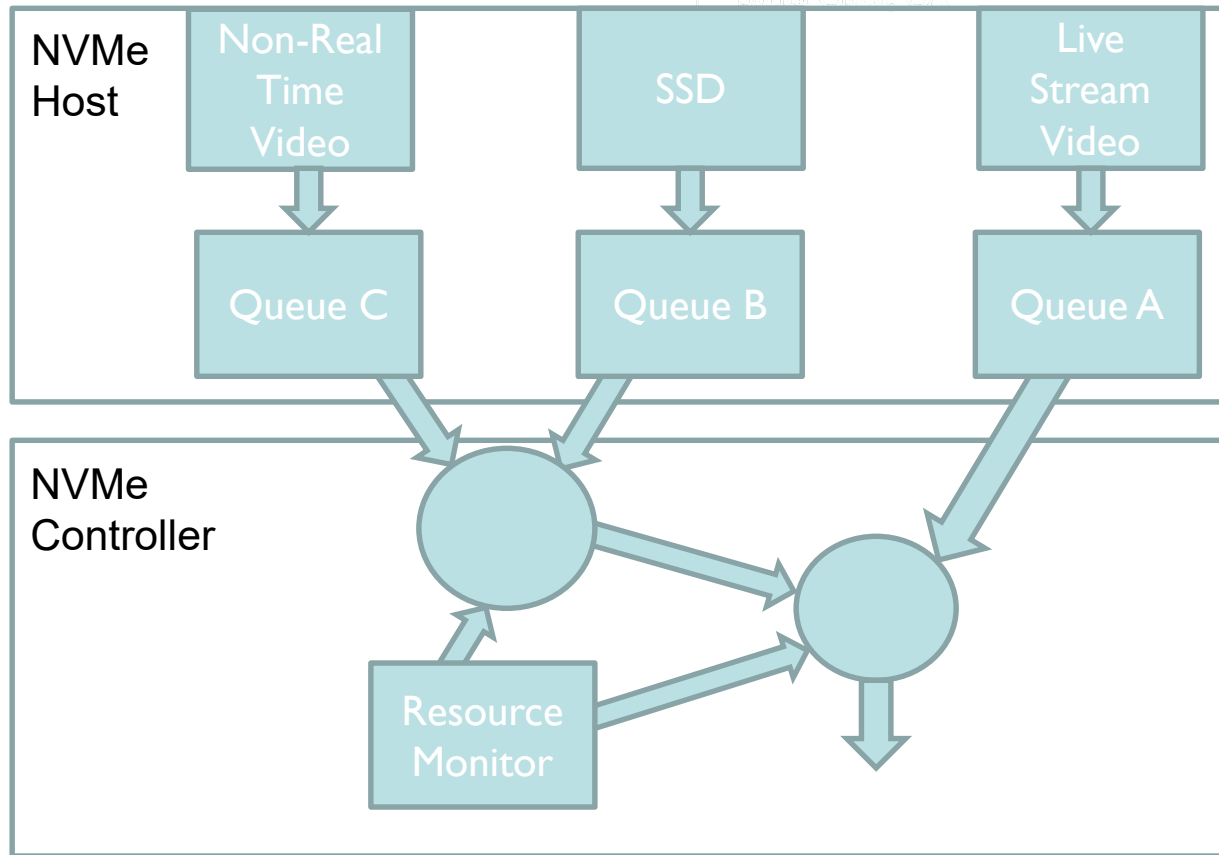 NVMe
Host
Non-Real
Time
Video
SSD
Live
Stream
Video
Queue C
Queue B
Queue A
NVMe
Controller
Resource
Monitor